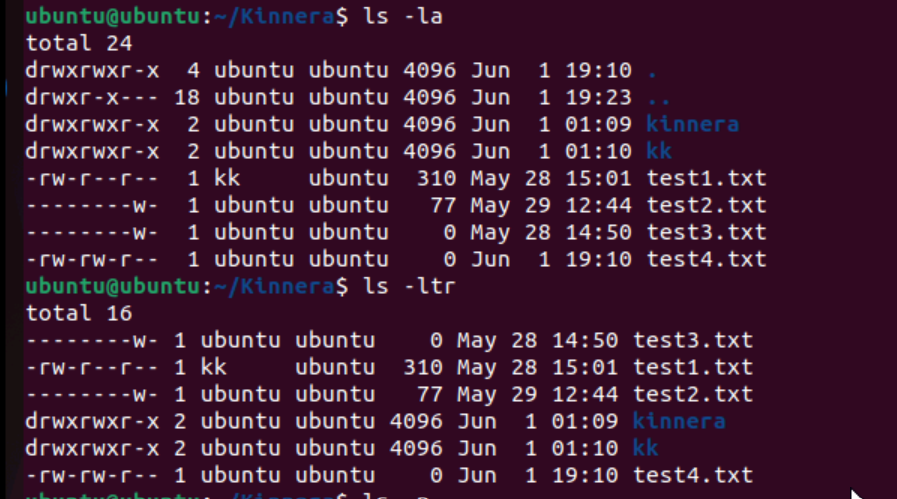 ubuntu@ubuntu:~/Kinnera$ ls -la
total 24
drwxrwxr-x  4 ubuntu ubuntu 4096 Jun  1 19:10 .
drwxr-x--- 18 ubuntu ubuntu 4096 Jun  1 19:23 ..
drwxrwxr-x  2 ubuntu ubuntu 4096 Jun  1 01:09 kinnera
drwxrwxr-x  2 ubuntu ubuntu 4096 Jun  1 01:10 kk
-rw-r--r--  1 kk     ubuntu  310 May 28 15:01 test1.txt
--------w-  1 ubuntu ubuntu   77 May 29 12:44 test2.txt
--------w-  1 ubuntu ubuntu    0 May 28 14:50 test3.txt
-rw-rw-r--  1 ubuntu ubuntu    0 Jun  1 19:10 test4.txt
ubuntu@ubuntu:~/Kinnera$ ls -ltr
total 16
--------w- 1 ubuntu ubuntu    0 May 28 14:50 test3.txt
-rw-r--r-- 1 kk     ubuntu  310 May 28 15:01 test1.txt
--------w- 1 ubuntu ubuntu   77 May 29 12:44 test2.txt
drwxrwxr-x 2 ubuntu ubuntu 4096 Jun  1 01:09 kinnera
drwxrwxr-x 2 ubuntu ubuntu 4096 Jun  1 01:10 kk
-rw-rw-r-- 1 ubuntu ubuntu    0 Jun  1 19:10 test4.txt